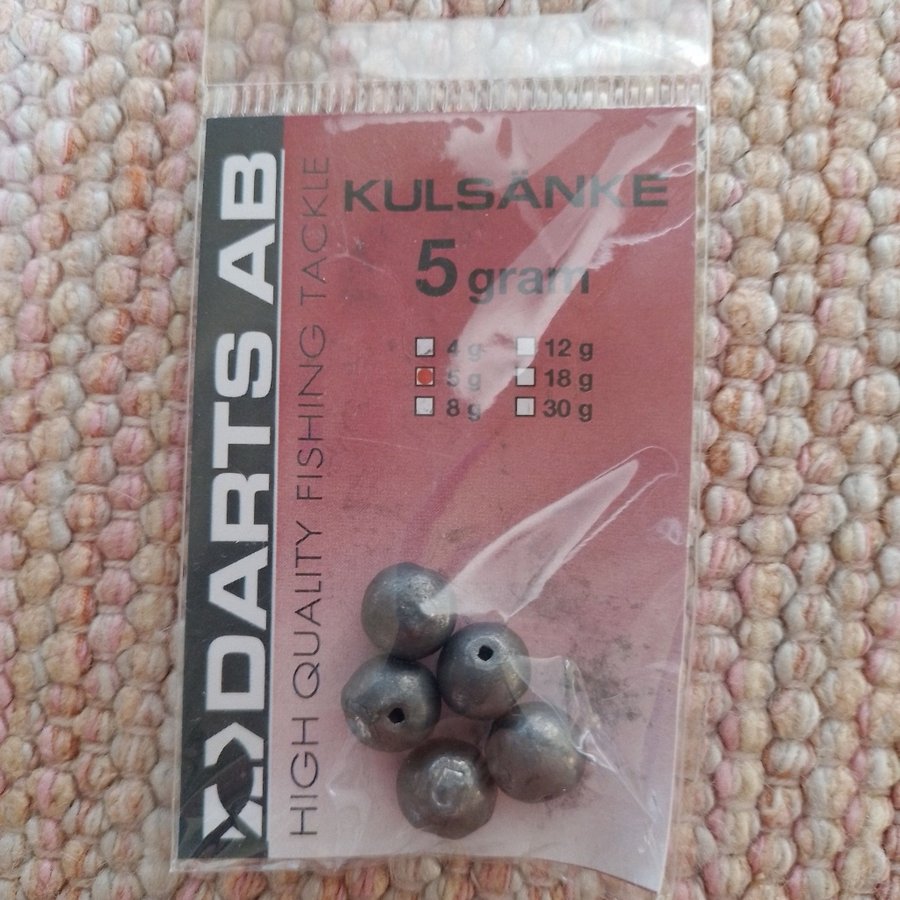 DARTS AB
HIGH QUALITY FISHING TACKLE
KULSÄNKE
5 gram
4 g
12 g
5 g
18 g
8 g
30 g